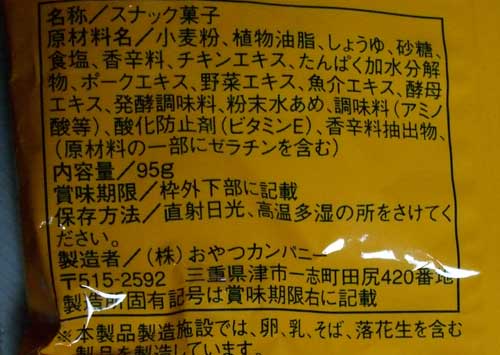 名称／スナック菓子
原材料名／小麦粉、植物油脂、しょうゆ、砂糖、
食塩、香辛料、チキンエキス、たんぱく加水分解
物、ポークエキス、野菜エキス、魚介エキス、酵母
エキス、発酵調味料、粉末水あめ、調味料（アミノ
酸等）、酸化防止剤（ビタミンE）、香辛料抽出物、
（原材料の一部にゼラチンを含む）
内容量／95g
賞味期限／枠外下部に記載
保存方法／直射日光、高温多湿の所をさけてく
ださい。
製造者／（株）おやつカンパニー
〒515-2592 三重県津市一志町田尻420番地
製造所固有記号は賞味期限右に記載
※本製品製造施設では、卵、乳、そば、落花生を含む
製品を製造しています。